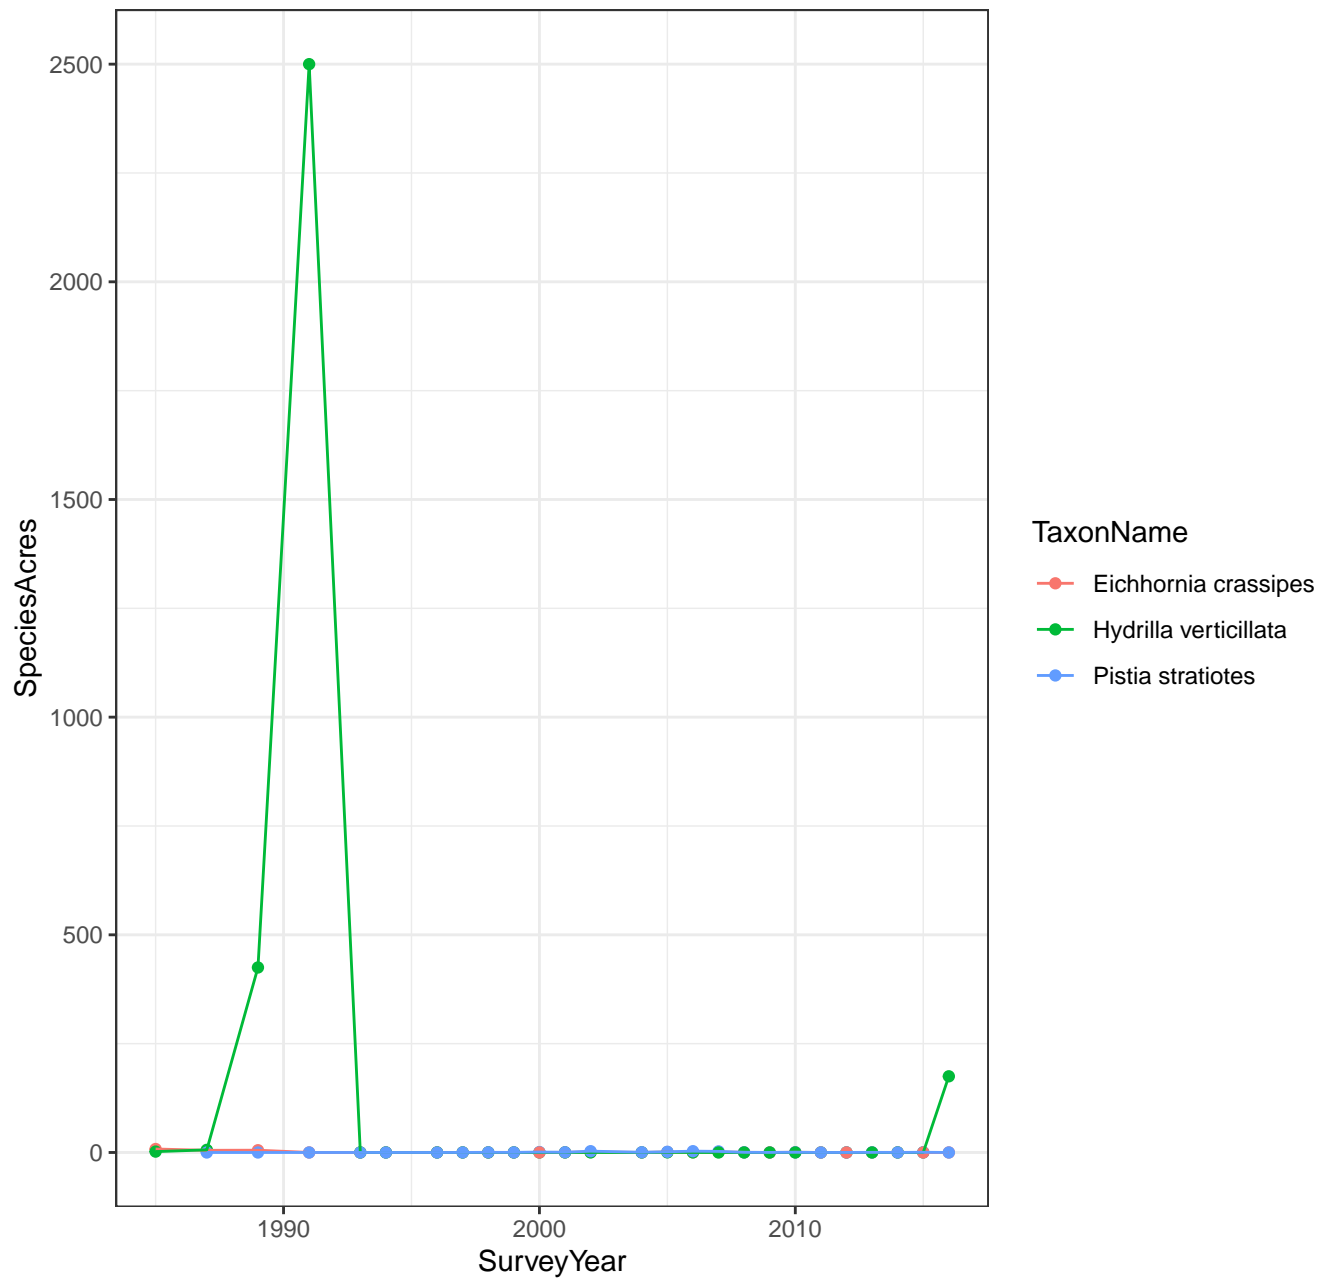 2500
2000
1500
1000
500
0
SpeciesAcres
1990 2000 2010
SurveyYear
TaxonName
Eichhornia crassipes
Hydrilla verticillata
Pistia stratiotes